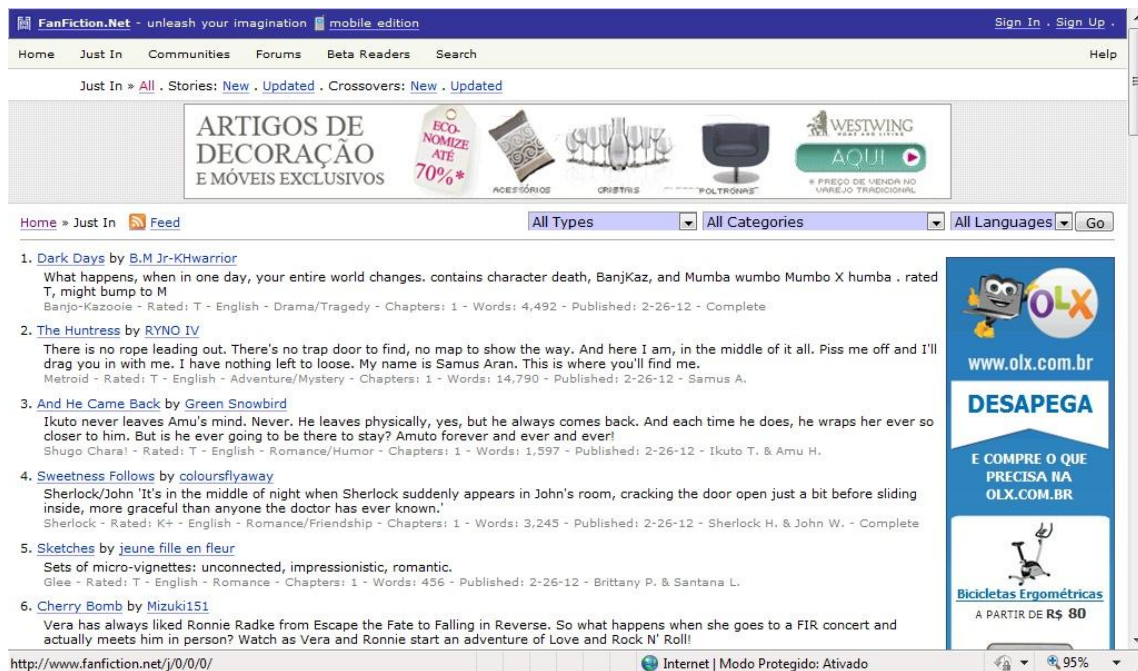 FanFiction.Net - unleash your imagination mobile edition
Sign In . Sign Up .
Home Just In Communities Forums Beta Readers Search Help
Just In » All . Stories: New . Updated . Crossovers: New . Updated
ARTIGOS DE
DECORAÇÃO
E MÓVEIS EXCLUSIVOS
ECO-
NOMIZE
ATÉ
70%*
ACESSÓRIOS
CRISTAIS
POLTRONAS
WESTWING
HOME AND LIVING
AQUI
* PREÇO DE VENDA NO
VAREJO TRADICIONAL
Home » Just In Feed
All Types All Categories All Languages Go
1. Dark Days by B.M Jr-KHwarrior
What happens, when in one day, your entire world changes. contains character death, BanjKaz, and Mumba wumbo Mumbo X humba . rated
T, might bump to M
Banjo-Kazooie - Rated: T - English - Drama/Tragedy - Chapters: 1 - Words: 4,492 - Published: 2-26-12 - Complete
2. The Huntress by RYNO IV
There is no rope leading out. There's no trap door to find, no map to show the way. And here I am, in the middle of it all. Piss me off and I'll
drag you in with me. I have nothing left to loose. My name is Samus Aran. This is where you'll find me.
Metroid - Rated: T - English - Adventure/Mystery - Chapters: 1 - Words: 14,790 - Published: 2-26-12 - Samus A.
3. And He Came Back by Green Snowbird
Ikuto never leaves Amu's mind. Never. He leaves physically, yes, but he always comes back. And each time he does, he wraps her ever so
closer to him. But is he ever going to be there to stay? Amuto forever and ever and ever!
Shugo Chara! - Rated: T - English - Romance/Humor - Chapters: 1 - Words: 1,597 - Published: 2-26-12 - Ikuto T. & Amu H.
4. Sweetness Follows by coloursflyaway
Sherlock/John 'It's in the middle of night when Sherlock suddenly appears in John's room, cracking the door open just a bit before sliding
inside, more graceful than anyone the doctor has ever known.'
Sherlock - Rated: K+ - English - Romance/Friendship - Chapters: 1 - Words: 3,245 - Published: 2-26-12 - Sherlock H. & John W. - Complete
5. Sketches by jeune fille en fleur
Sets of micro-vignettes: unconnected, impressionistic, romantic.
Glee - Rated: T - English - Romance - Chapters: 1 - Words: 456 - Published: 2-26-12 - Brittany P. & Santana L.
6. Cherry Bomb by Mizuki151
Vera has always liked Ronnie Radke from Escape the Fate to Falling in Reverse. So what happens when she goes to a FIR concert and
actually meets him in person? Watch as Vera and Ronnie start an adventure of Love and Rock N' Roll!
OLX
www.olx.com.br
DESAPEGA
E COMPRE O QUE
PRECISA NA
OLX.COM.BR
Bicicletas Ergométricas
A PARTIR DE R$ 80
http://www.fanfiction.net/j/0/0/0/ Internet | Modo Protegido: Ativado 95%